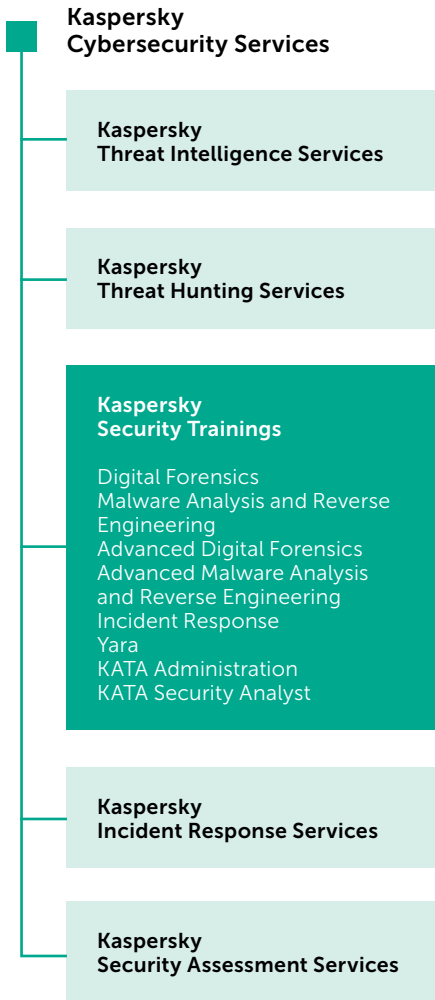 Kaspersky
Cybersecurity Services
Kaspersky
Threat Intelligence Services
Kaspersky
Threat Hunting Services
Kaspersky
Security Trainings
Digital Forensics
Malware Analysis and Reverse
Engineering
Advanced Digital Forensics
Advanced Malware Analysis
and Reverse Engineering
Incident Response
Yara
KATA Administration
KATA Security Analyst
Kaspersky
Incident Response Services
Kaspersky
Security Assessment Services